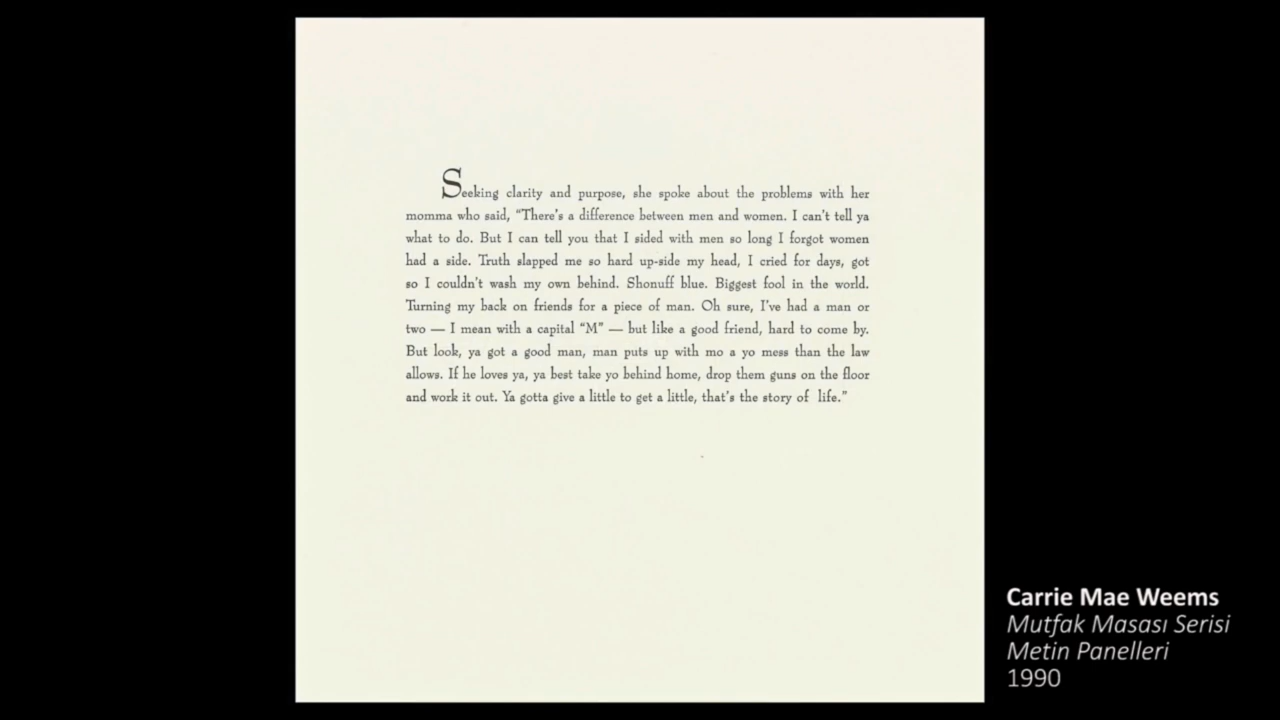 Seeking clarity and purpose, she spoke about the problems with her
momma who said, “There’s a difference between men and women. I can’t tell ya
what to do. But I can tell you that I sided with men so long I forgot women
had a side. Truth slapped me so hard up-side my head, I cried for days, got
so I couldn’t wash my own behind. Shonuff blue. Biggest fool in the world.
Turning my back on friends for a piece of man. Oh sure, I’ve had a man or
two — I mean with a capital “M” — but like a good friend, hard to come by.
But look, ya got a good man, man puts up with mo a yo mess than the law
allows. If he loves ya, ya best take yo behind home, drop them guns on the floor
and work it out. Ya gotta give a little to get a little, that’s the story of life.”
Carrie Mae Weems
Mutfak Masası Serisi
Metin Panelleri
1990